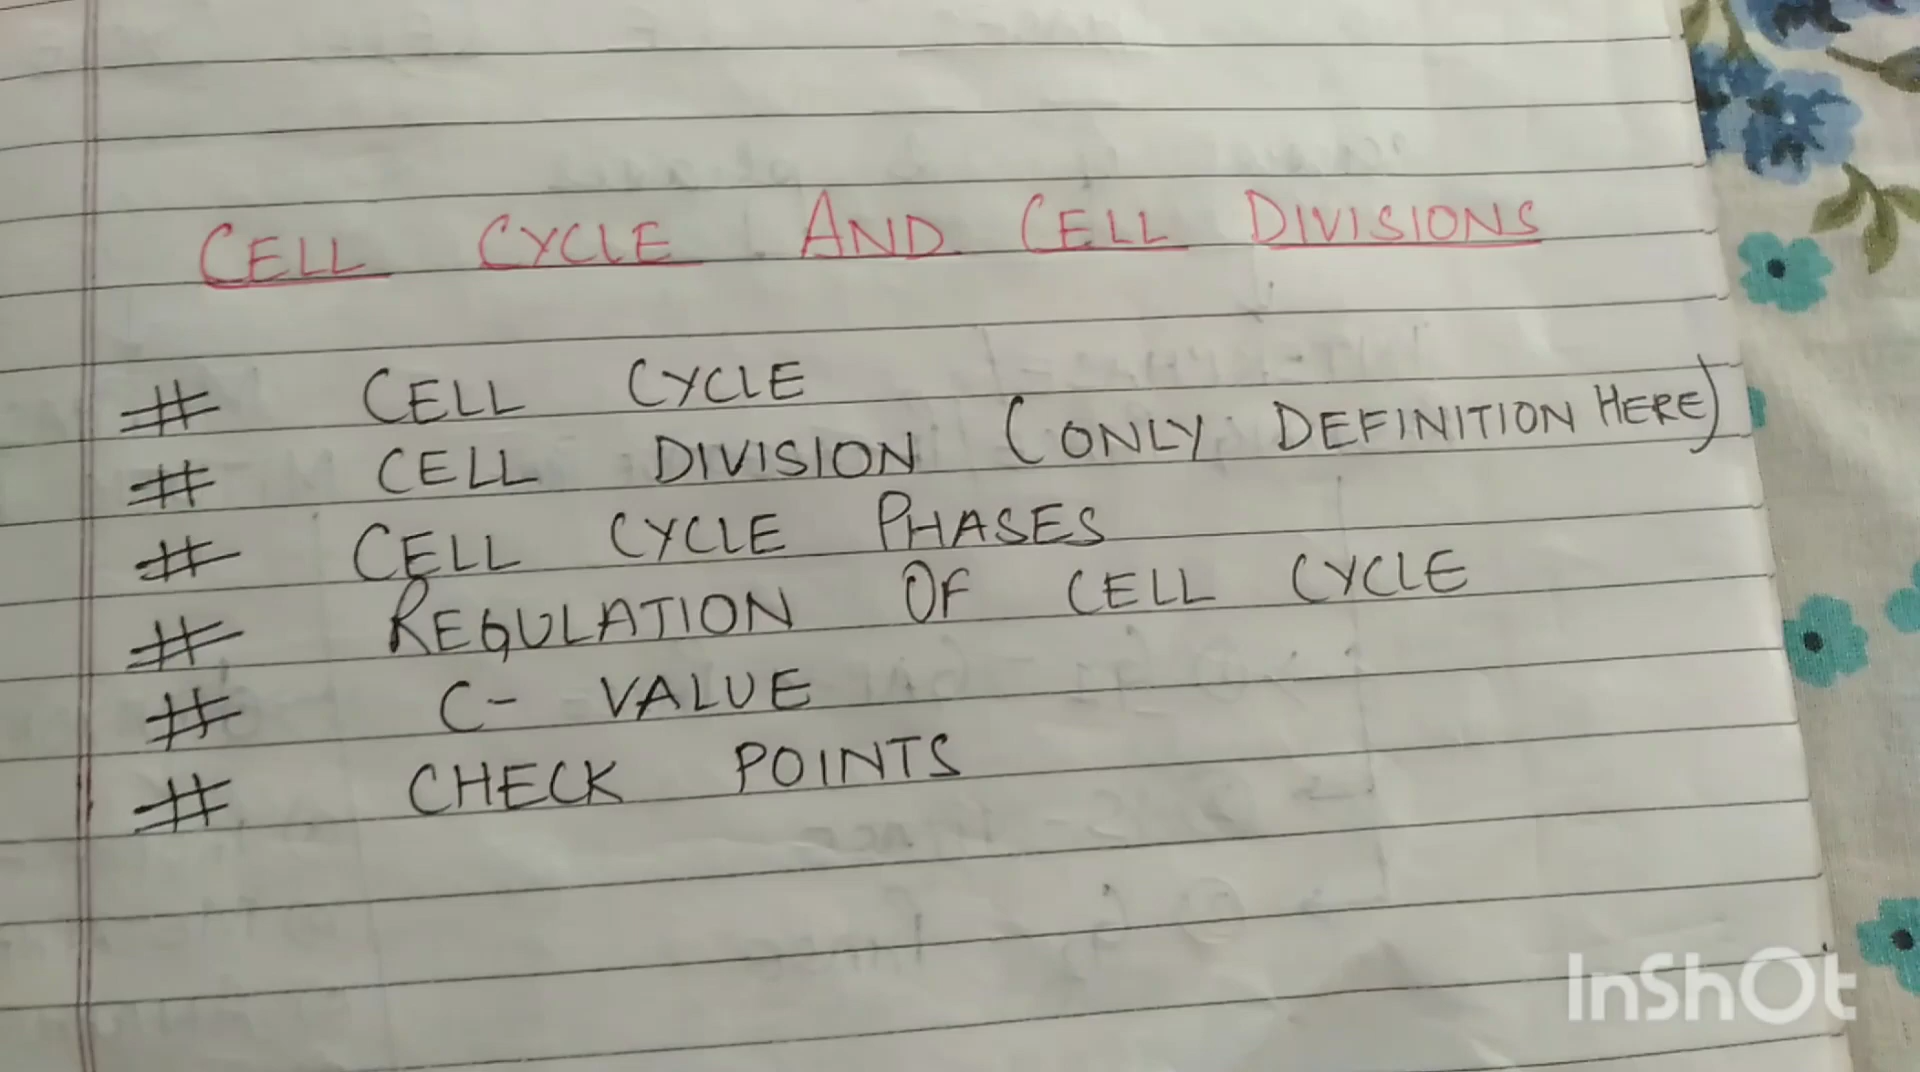 CELL CYCLE AND CELL DIVISIONS
# CELL CYCLE
# CELL DIVISION (ONLY DEFINITION HERE)
# CELL CYCLE PHASES
# REGULATION OF CELL CYCLE
# C- VALUE
# CHECK POINTS
InShOt